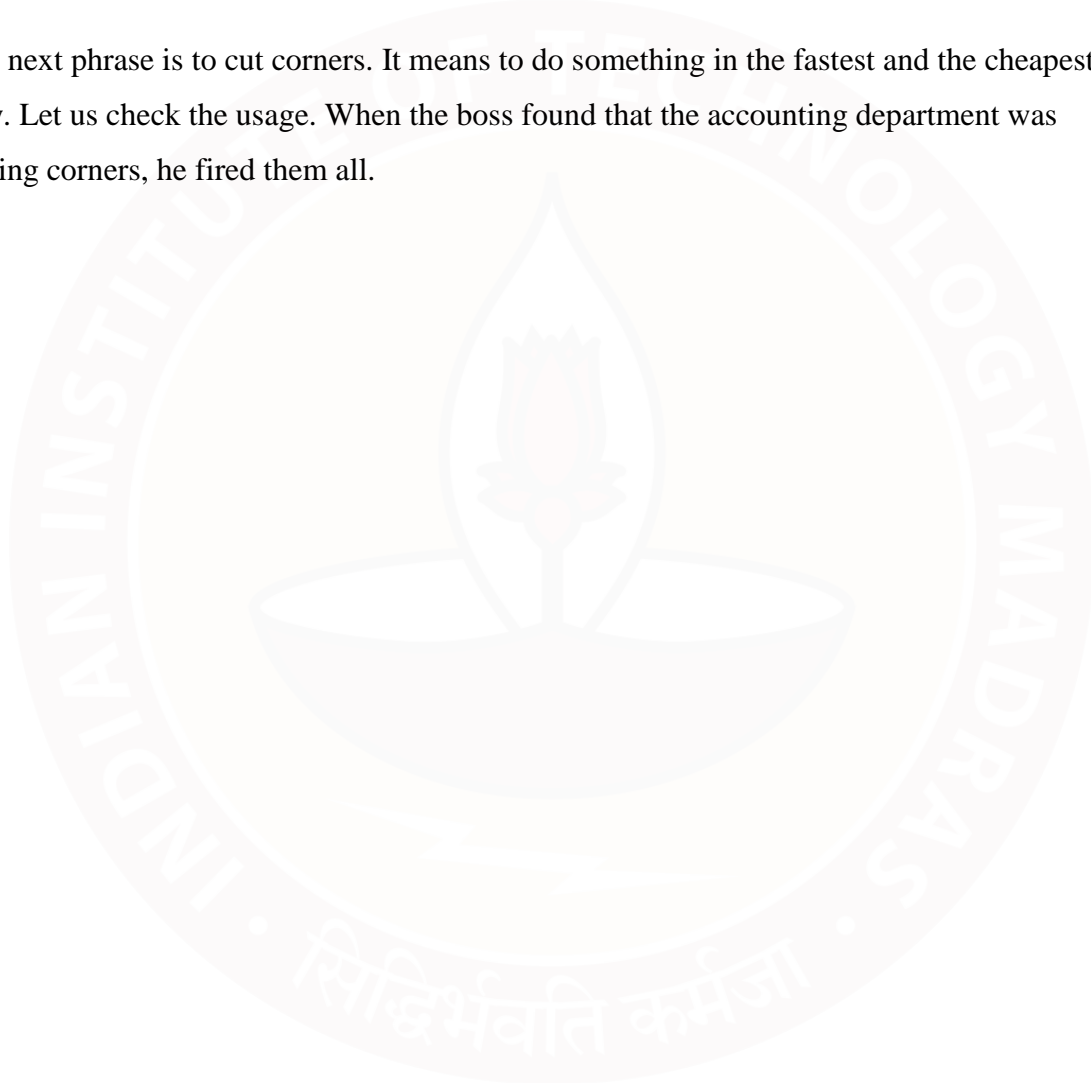 next phrase is to cut corners. It means to do something in the fastest and the cheapest
. Let us check the usage. When the boss found that the accounting department was
ing corners, he fired them all.
INDIAN INSTITUTE OF TECHNOLOGY MADRAS
सिद्धिर्भवति कर्मजा